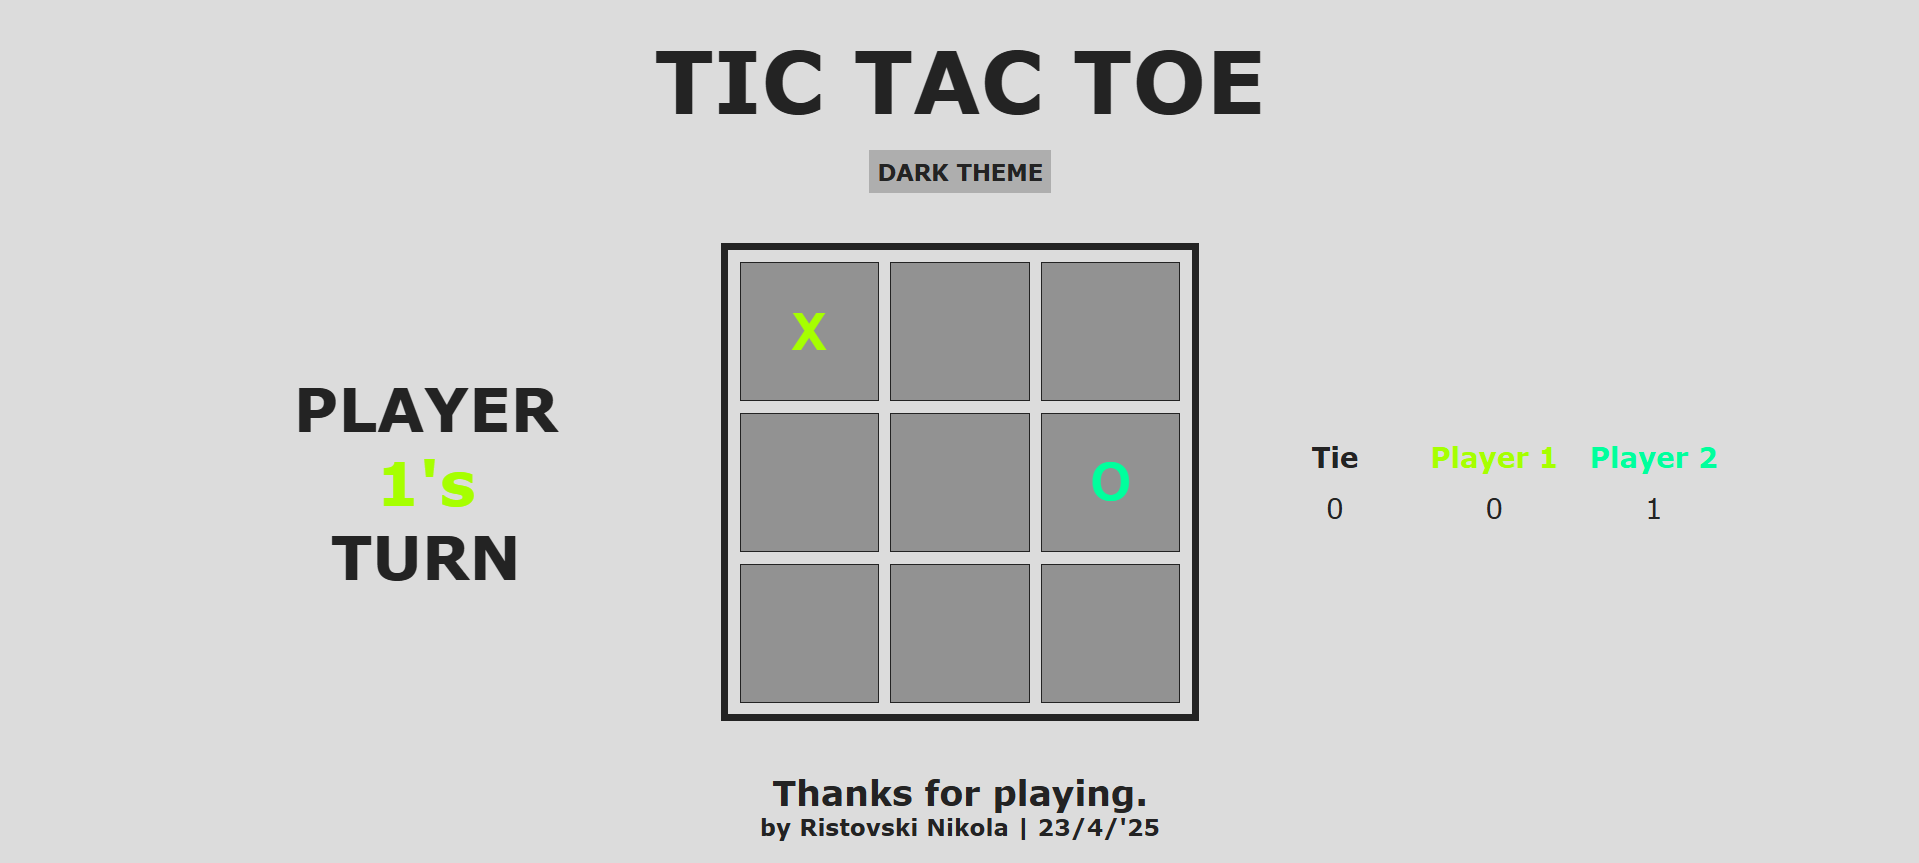 TIC TAC TOE
DARK THEME
X
O
PLAYER
1's
TURN
Tie Player 1 Player 2
0 0 1
Thanks for playing.
by Ristovski Nikola | 23/4/'25